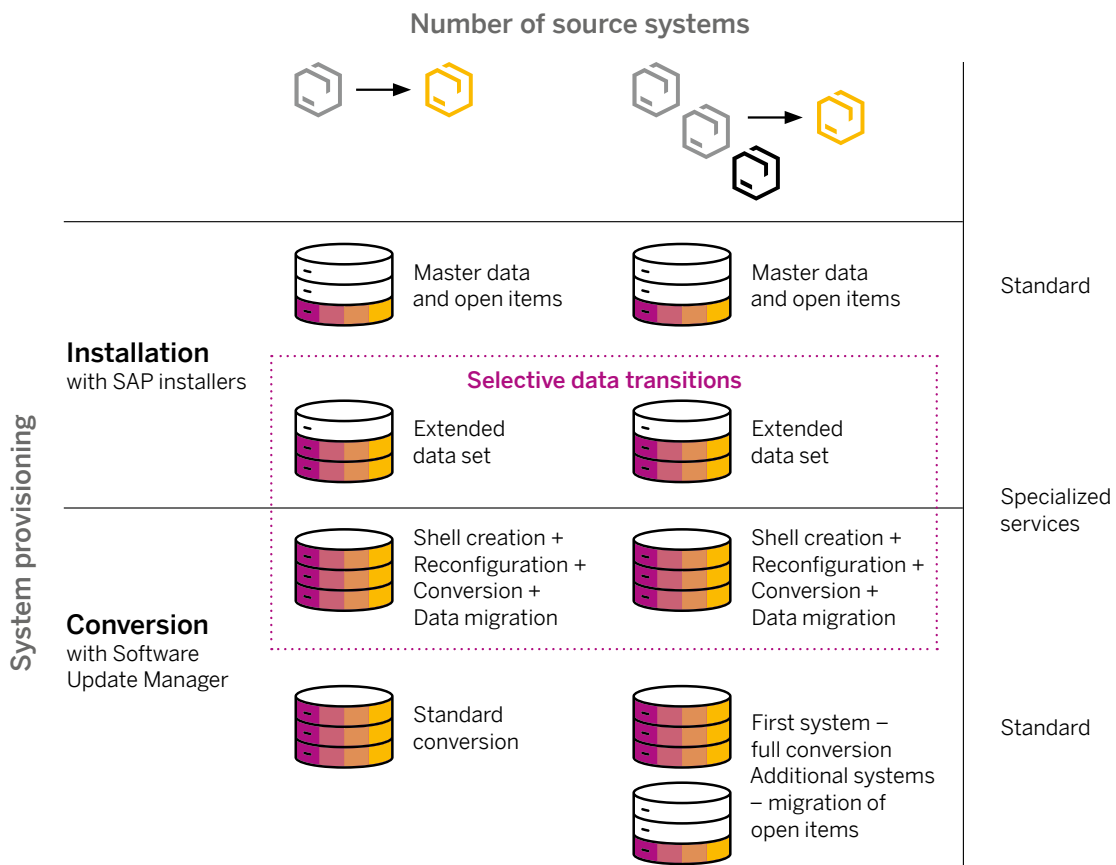 Number of source systems
System provisioning
Installation
with SAP installers
Master data
and open items
Master data
and open items
Standard
Selective data transitions
Extended
data set
Extended
data set
Specialized
services
Conversion
with Software
Update Manager
Shell creation +
Reconfiguration +
Conversion +
Data migration
Shell creation +
Reconfiguration +
Conversion +
Data migration
Standard
conversion
First system –
full conversion
Additional systems
– migration of
open items
Standard